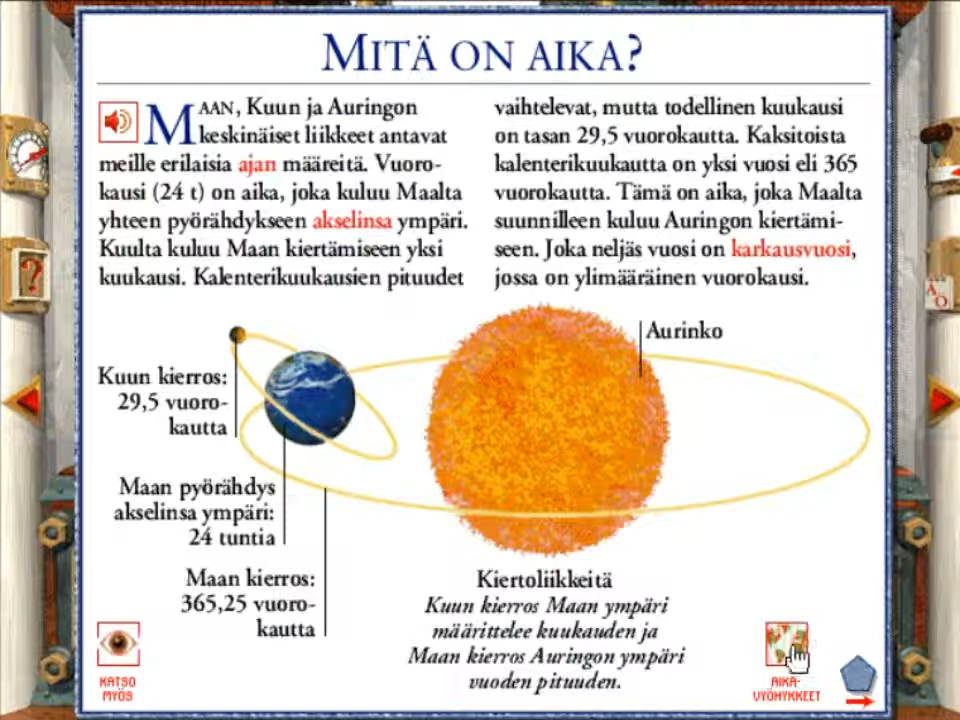 MITÄ ON AIKA?
MAAN, Kuun ja Auringon
keskinäiset liikkeet antavat
meille erilaisia ajan määreitä. Vuoro-
kausi (24 t) on aika, joka kuluu Maalta
yhteen pyörähdykseen akselinsa ympäri.
Kuulta kuluu Maan kiertämiseen yksi
kuukausi. Kalenterikuukausien pituudet
vaihtelevat, mutta todellinen kuukausi
on tasan 29,5 vuorokautta. Kaksitoista
kalenterikuukautta on yksi vuosi eli 365
vuorokautta. Tämä on aika, joka Maalta
suunnilleen kuluu Auringon kiertämi-
seen. Joka neljäs vuosi on karkausvuosi,
jossa on ylimääräinen vuorokausi.
Aurinko
Kuun kierros:
29,5 vuoro-
kautta
Maan pyörähdys
akselinsa ympäri:
24 tuntia
Maan kierros:
365,25 vuoro-
kautta
Kiertoliikkeitä
Kuun kierros Maan ympäri
määrittelee kuukauden ja
Maan kierros Auringon ympäri
vuoden pituuden.
KATSO
MYÖS
AIKA-
VYÖHYKKEET
?
A
Ö